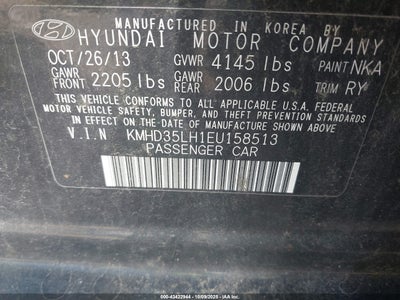 MANUFACTURED IN KOREA BY
HYUNDAI MOTOR COMPANY
OCT/26/13 GVWR 4145 lbs PAINT NKA
GAWR FRONT 2205 lbs GAWR REAR 2006 lbs TRIM RY
THIS VEHICLE CONFORMS TO ALL APPLICABLE U.S.A. FEDERAL
MOTOR VEHICLE SAFETY, BUMPER, AND THEFT PREVENTION
STANDARDS IN EFFECT ON THE DATE OF MANUFACTURE SHOWN ABOVE.
V.I.N KMHD35LH1EU158513
PASSENGER CAR
000-43422944 - 10/09/2025 - IAA Inc.